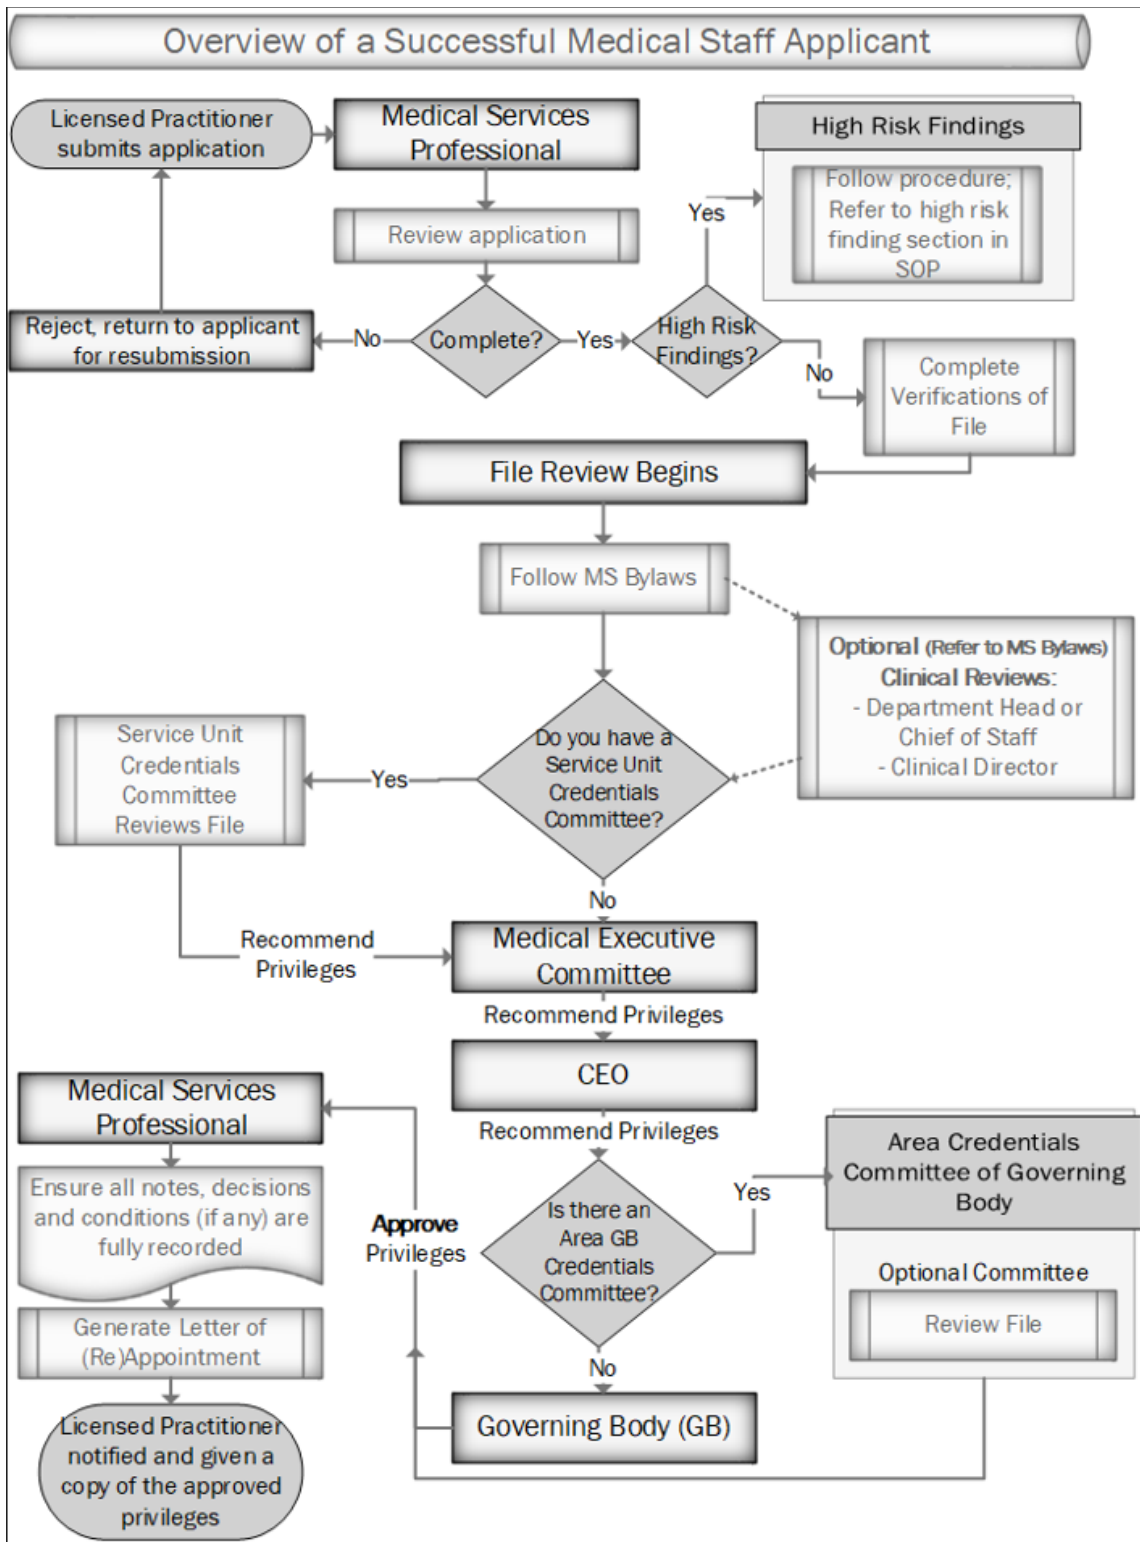 Overview of a Successful Medical Staff Applicant
Licensed Practitioner
submits application
Medical Services
Professional
High Risk Findings
Follow procedure;
Refer to high risk
finding section in
SOP
Yes
Review application
Reject, return to applicant
for resubmission
No
Complete?
Yes
High Risk
Findings?
No
Complete
Verifications of
File
File Review Begins
Follow MS Bylaws
Optional (Refer to MS Bylaws)
Clinical Reviews:
- Department Head or
Chief of Staff
- Clinical Director
Do you have a
Service Unit
Credentials
Committee?
Yes
Service Unit
Credentials
Committee
Reviews File
No
Recommend
Privileges
Medical Executive
Committee
Recommend Privileges
CEO
Recommend Privileges
Is there an
Area GB
Credentials
Committee?
Yes
Area Credentials
Committee of Governing
Body
Optional Committee
Review File
No
Governing Body (GB)
Approve
Privileges
Medical Services
Professional
Ensure all notes, decisions
and conditions (if any) are
fully recorded
Generate Letter of
(Re)Appointment
Licensed Practitioner
notified and given a
copy of the approved
privileges